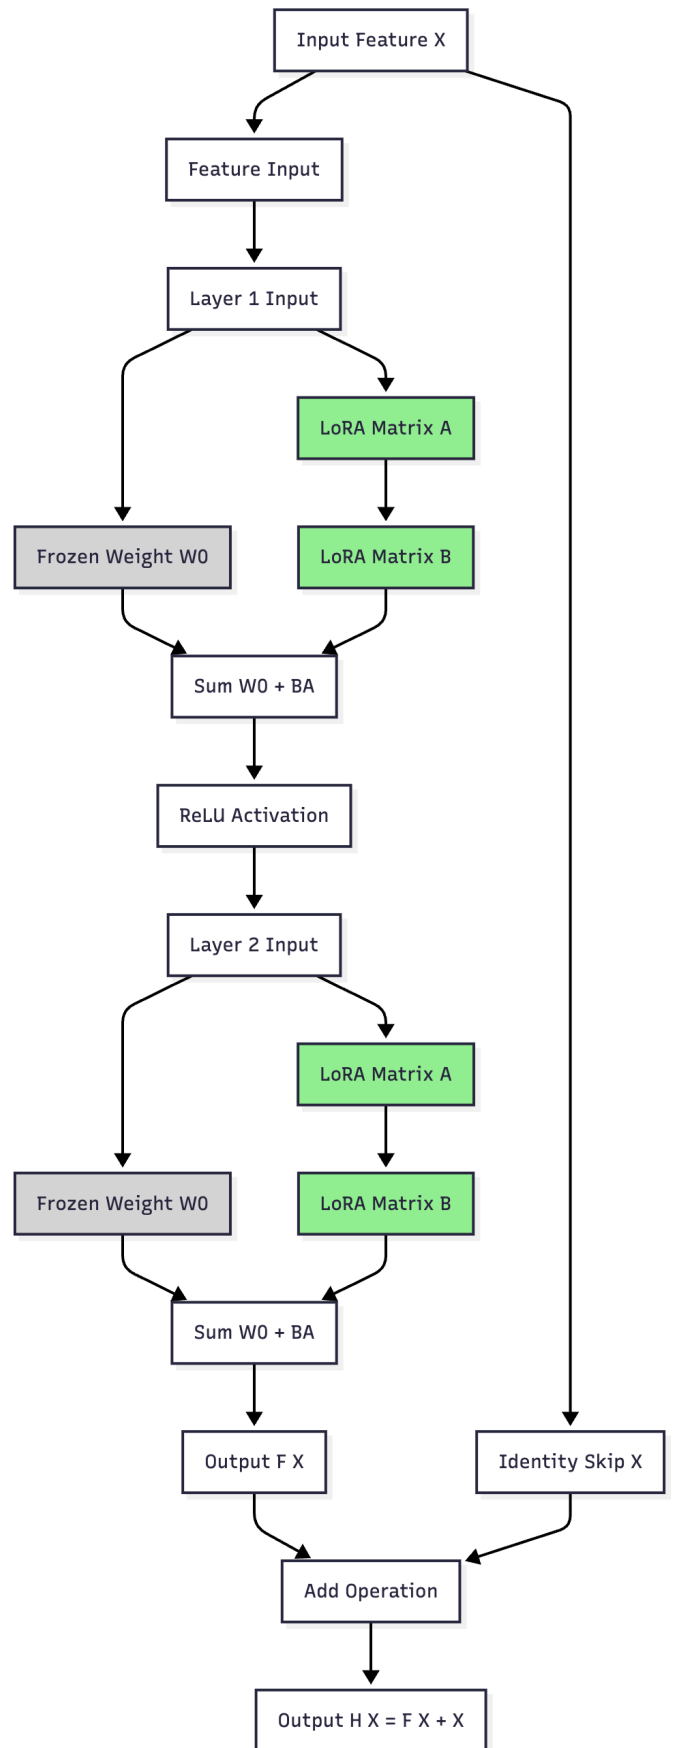 Input Feature X
Feature Input
Layer 1 Input
LoRA Matrix A
Frozen Weight W0
LoRA Matrix B
Sum W0 + BA
ReLU Activation
Layer 2 Input
LoRA Matrix A
Frozen Weight W0
LoRA Matrix B
Sum W0 + BA
Output F X
Identity Skip X
Add Operation
Output H X = F X + X